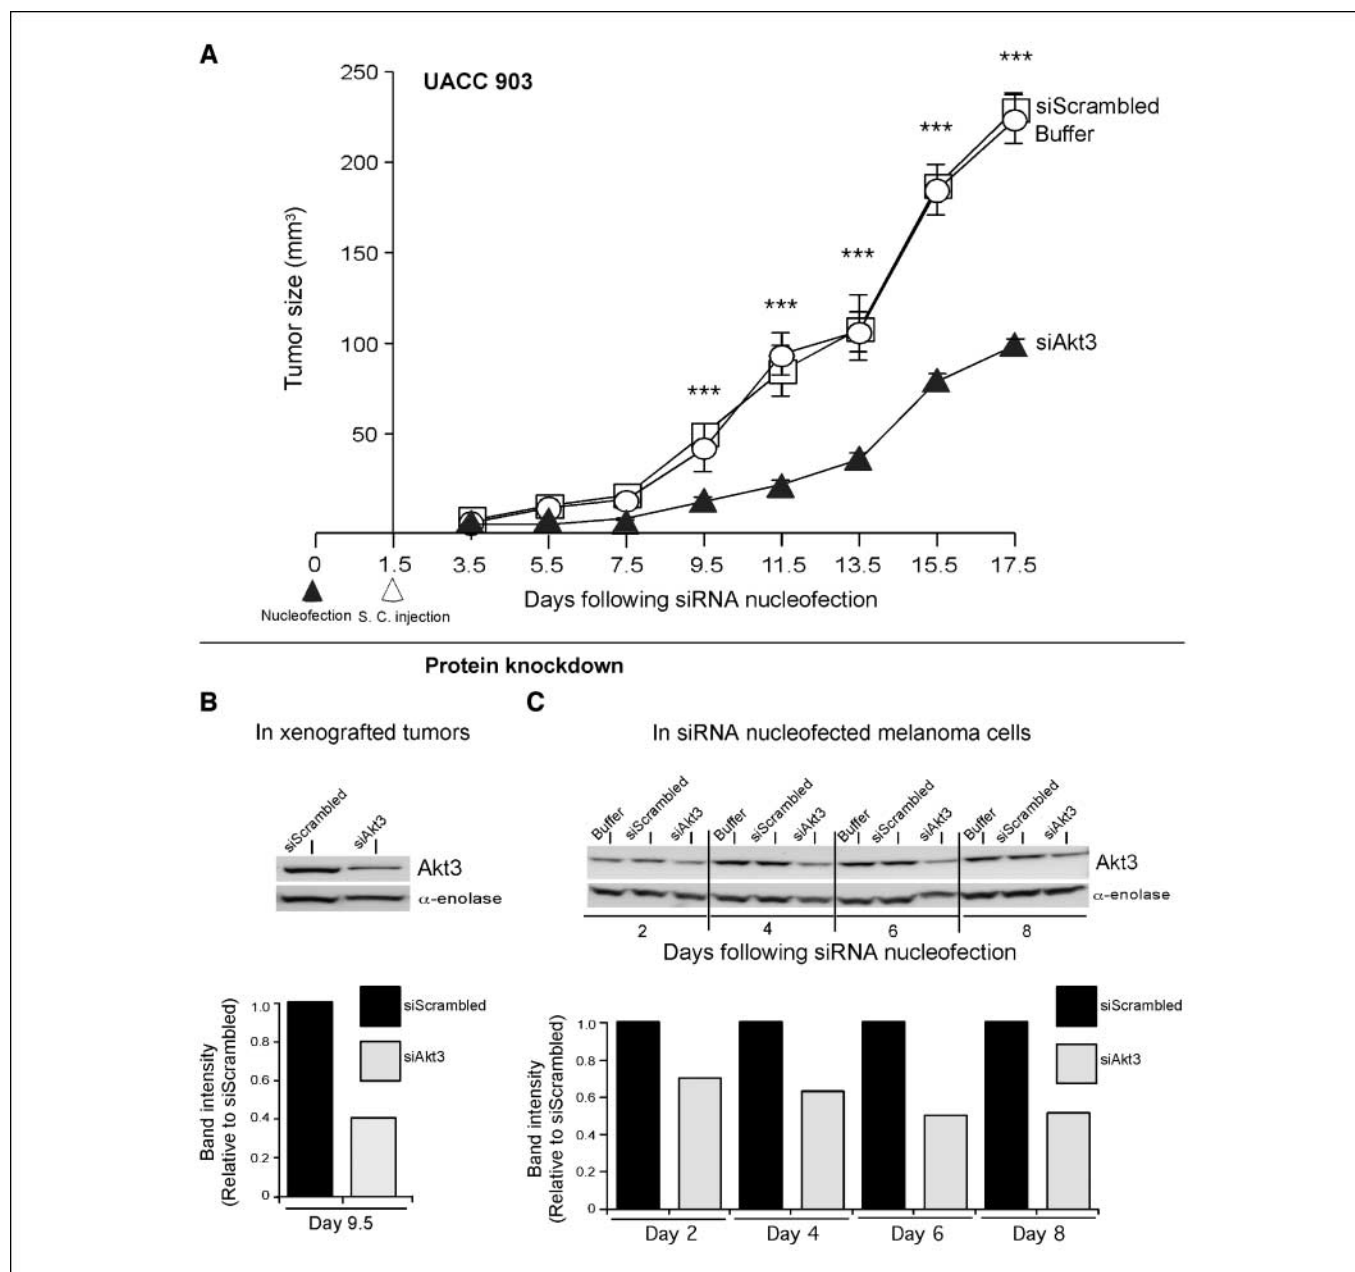 A
UACC 903
Tumor size (mm³)
250
200
150
100
50
***
***
***
***
***
siScrambled
Buffer
siAkt3
0 1.5 3.5 5.5 7.5 9.5 11.5 13.5 15.5 17.5
Nucleofection S. C. injection
Days following siRNA nucleofection
Protein knockdown
B
In xenografted tumors
siScrambled siAkt3
Akt3
α-enolase
Band intensity
(Relative to siScrambled)
1.0
0.8
0.6
0.4
0.2
0
siScrambled
siAkt3
Day 9.5
C
In siRNA nucleofected melanoma cells
Buffer siScrambled siAkt3 Buffer siScrambled siAkt3 Buffer siScrambled siAkt3 Buffer siScrambled siAkt3
Akt3
α-enolase
2 4 6 8
Days following siRNA nucleofection
Band intensity
(Relative to siScrambled)
1.0
0.8
0.6
0.4
0.2
0
siScrambled
siAkt3
Day 2 Day 4 Day 6 Day 8